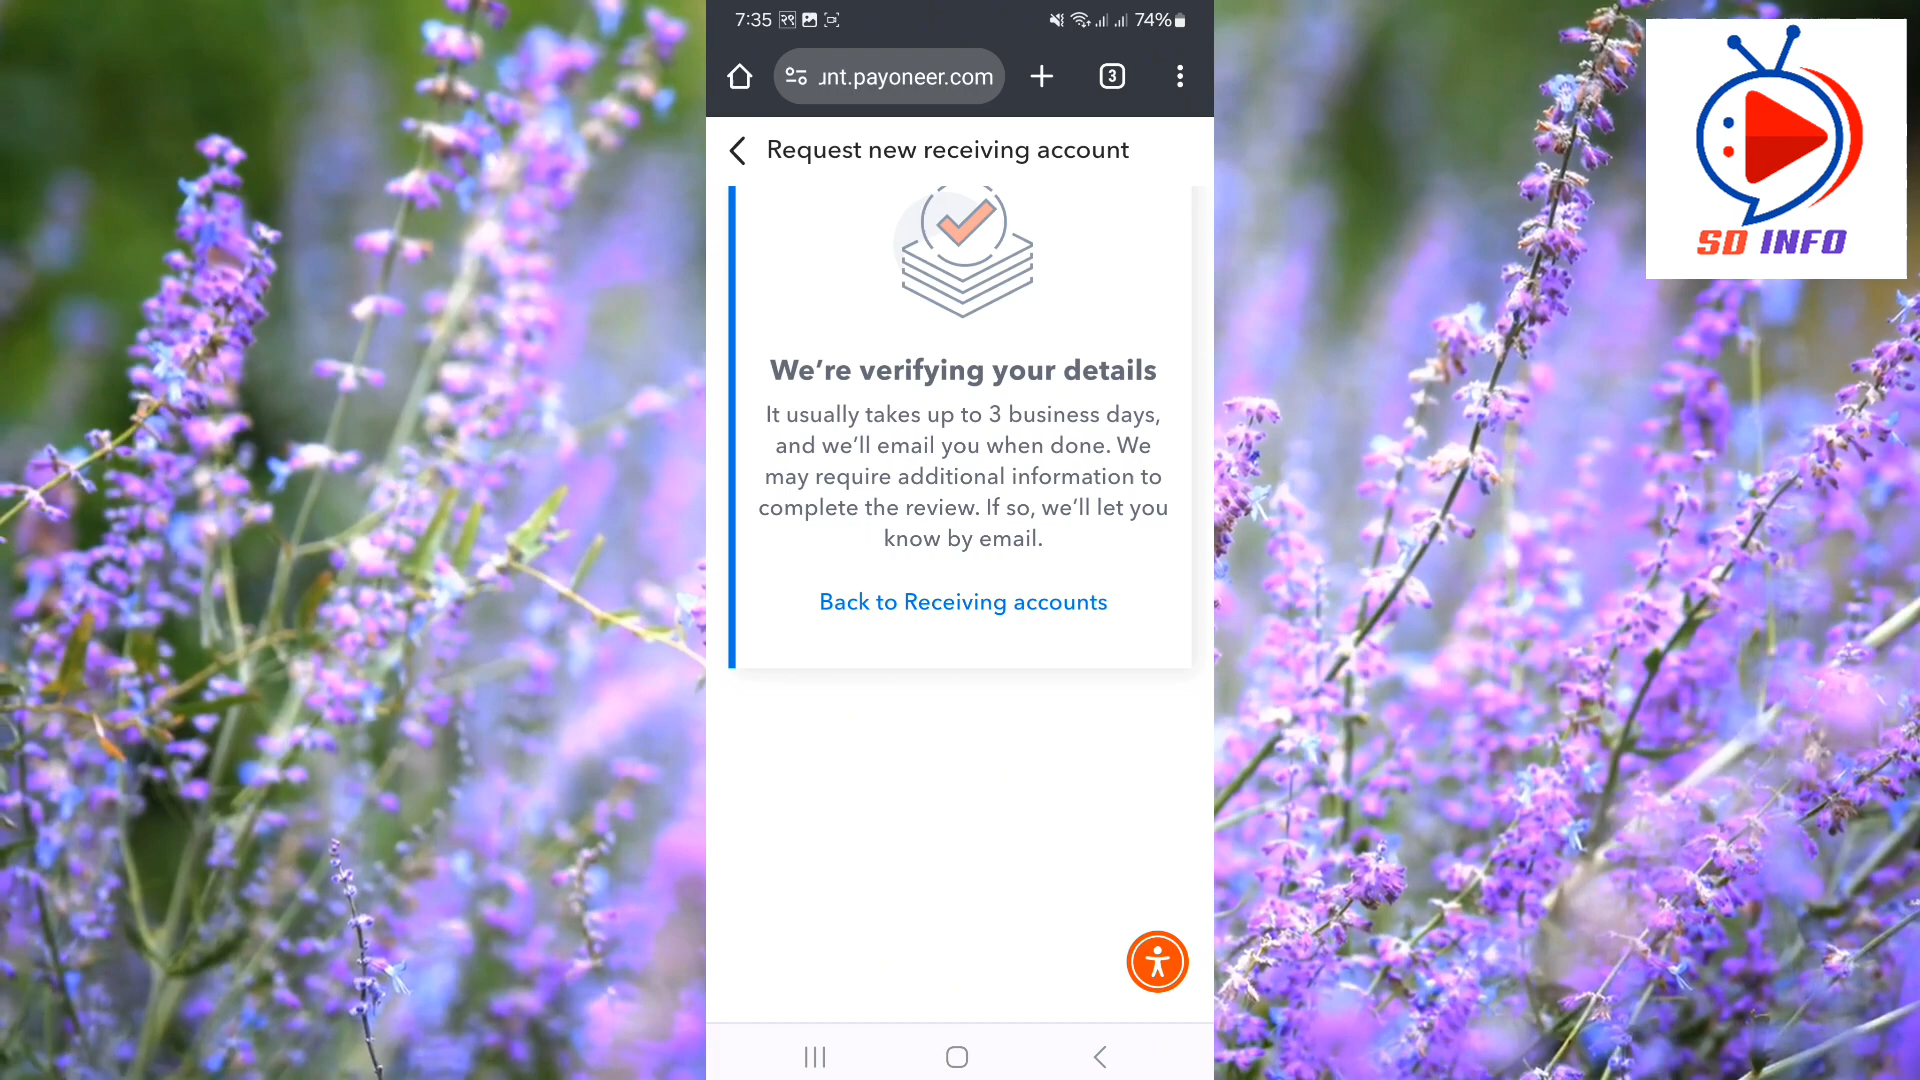 7:35 २९ 74%
unt.payoneer.com
3
Request new receiving account
We’re verifying your details
It usually takes up to 3 business days,
and we’ll email you when done. We
may require additional information to
complete the review. If so, we’ll let you
know by email.
Back to Receiving accounts
SD INFO